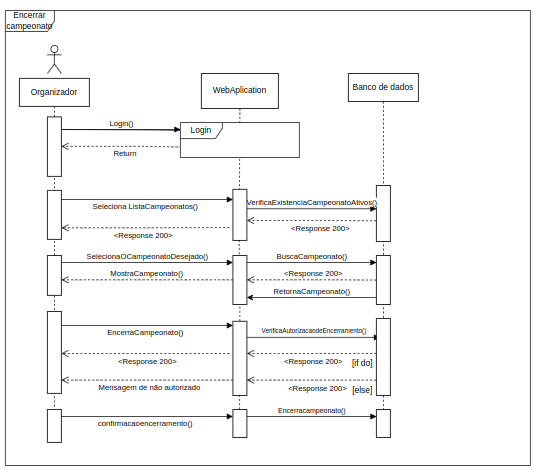 Encerrar
campeonato
Organizador
WebAplication
Banco de dados
Login()
Login
Return
Seleciona ListaCampeonatos()
VerificaExistenciaCampeonatoAtivos()
<Response 200>
<Response 200>
SelecionaOCampeonatoDesejado()
BuscaCampeonato()
MostraCampeonato()
<Response 200>
RetornaCampeonato()
EncerraCampeonato()
VerificaAutorizacaodeEncerramento()
<Response 200>
<Response 200>
[if do]
Mensagem de não autorizado
<Response 200>
[else]
confirmacaoencerramento()
Encerracampeonato()